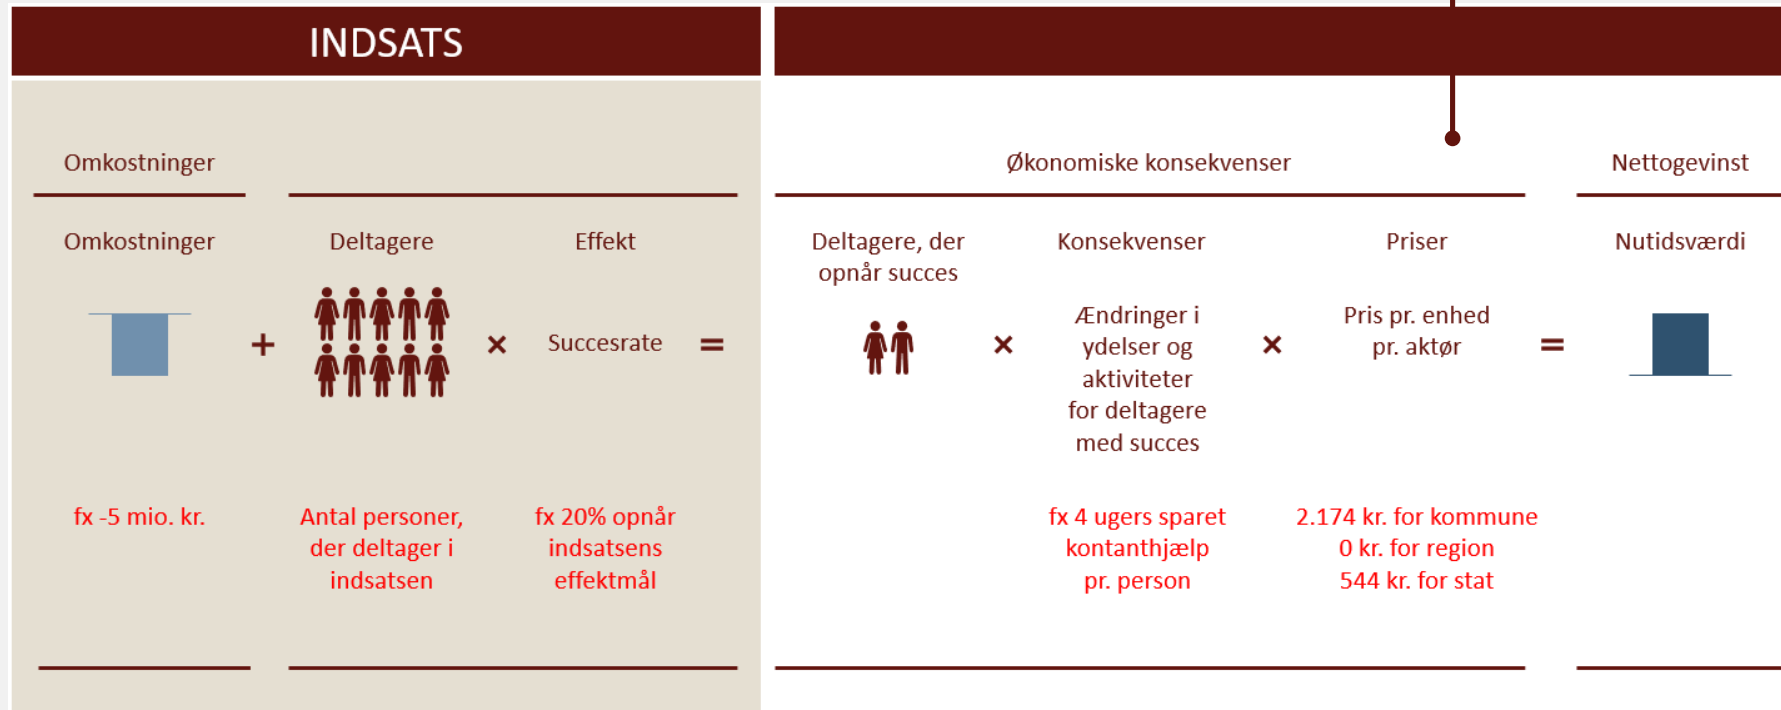 INDSATS
Omkostninger
Økonomiske konsekvenser
Nettogevinst
Omkostninger
Deltagere
Effekt
Deltagere, der
opnår succes
Konsekvenser
Priser
Nutidsværdi
+
×
Succesrate
=
×
Ændringer i
ydelser og
aktiviteter
for deltagere
med succes
×
Pris pr. enhed
pr. aktør
=
fx -5 mio. kr.
Antal personer,
der deltager i
indsatsen
fx 20% opnår
indsatsens
effektmål
fx 4 ugers sparet
kontanthjælp
pr. person
2.174 kr. for kommune
0 kr. for region
544 kr. for stat